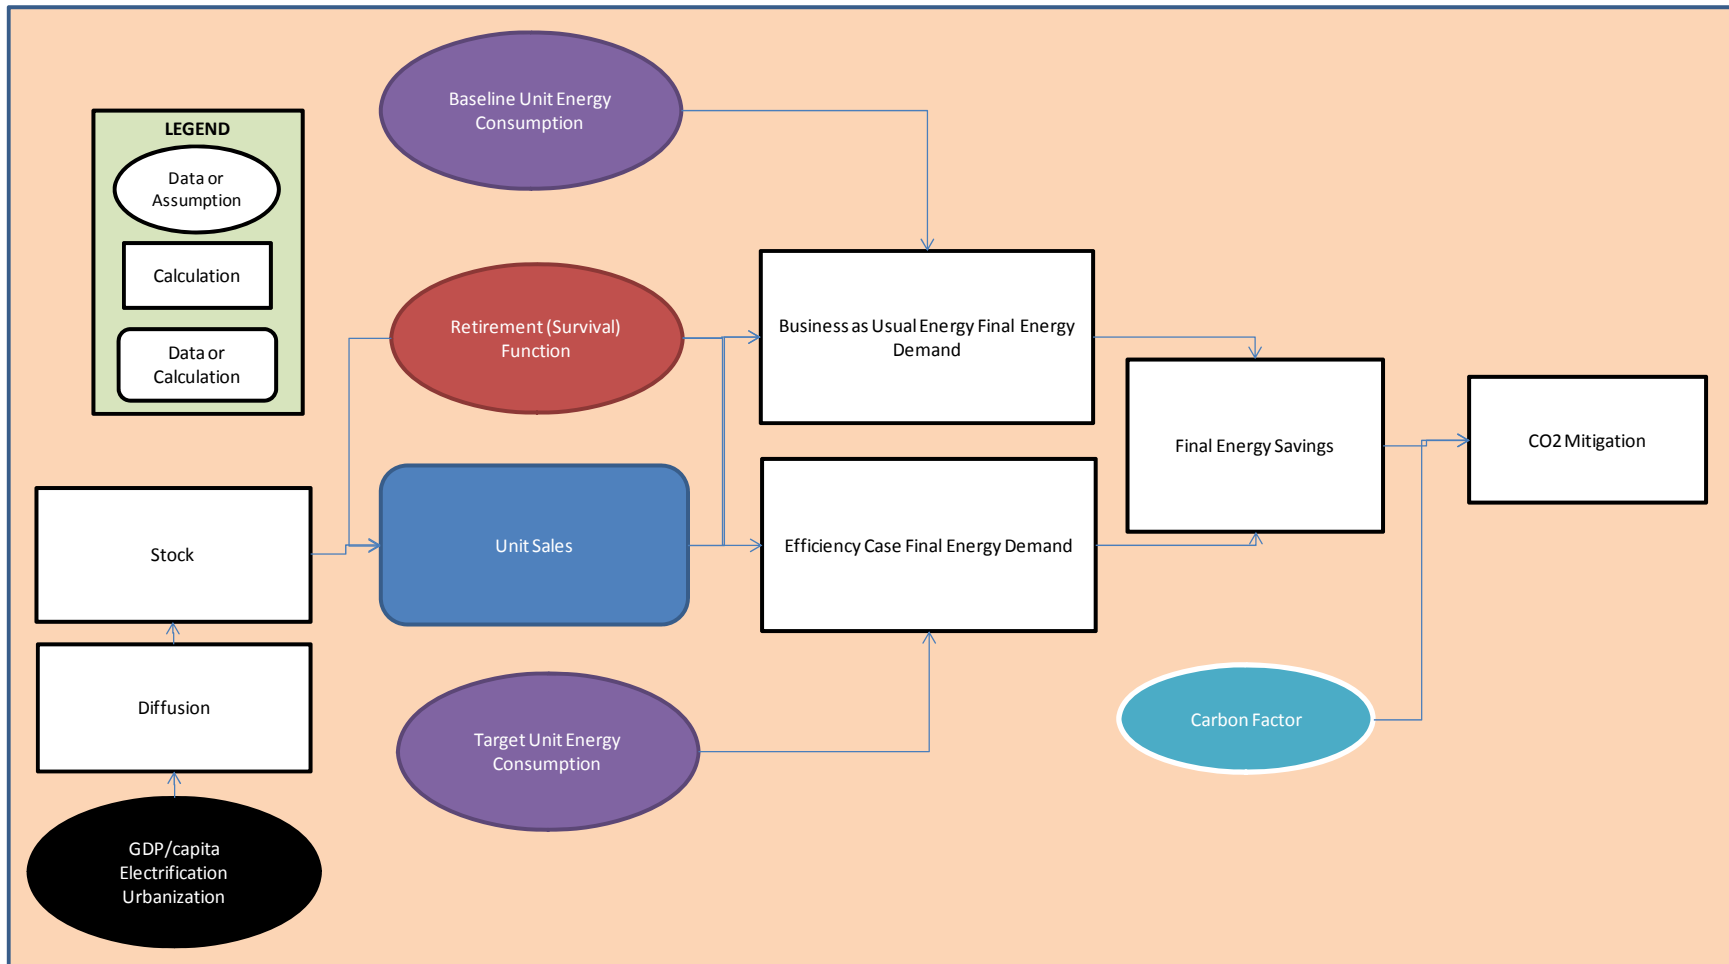 Baseline Unit Energy
Consumption
LEGEND
Data or
Assumption
Calculation
Data or
Calculation
Retirement (Survival)
Function
Business as Usual Energy Final Energy
Demand
Final Energy Savings
CO2 Mitigation
Stock
Unit Sales
Efficiency Case Final Energy Demand
Diffusion
Target Unit Energy
Consumption
Carbon Factor
GDP/capita
Electrification
Urbanization